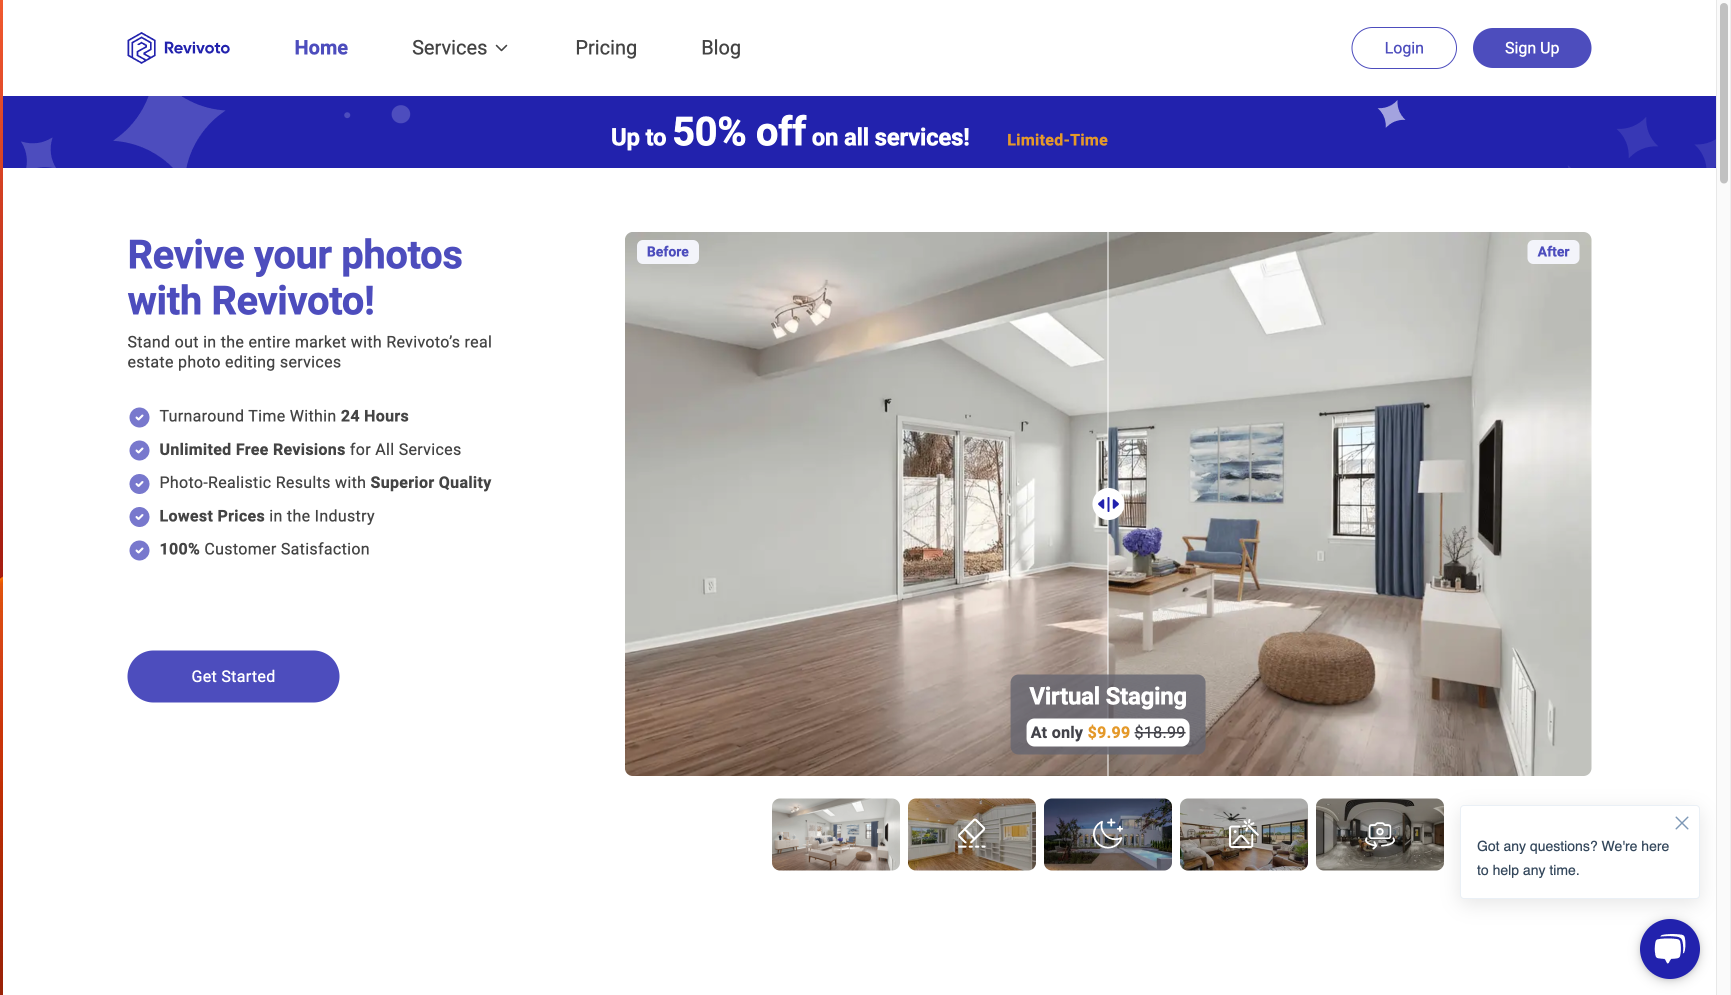 Revivoto
Home
Services
Pricing
Blog
Login
Sign Up
Up to 50% off on all services!
Limited-Time
Revive your photos
with Revivoto!
Stand out in the entire market with Revivoto's real
estate photo editing services
Turnaround Time Within 24 Hours
Unlimited Free Revisions for All Services
Photo-Realistic Results with Superior Quality
Lowest Prices in the Industry
100% Customer Satisfaction
Get Started
Before
After
Virtual Staging
At only $9.99 $18.99
Got any questions? We're here
to help any time.